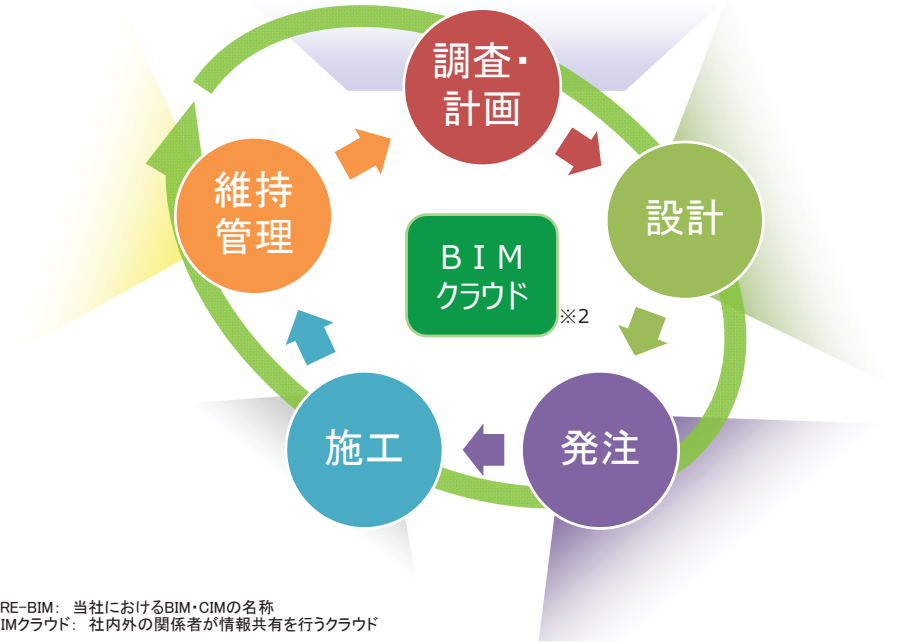 調査・
計画
維持
管理
設計
ＢＩＭ
クラウド
※2
施工
発注
RE-BIM： 当社におけるBIM・CIMの名称
IMクラウド： 社内外の関係者が情報共有を行うクラウド